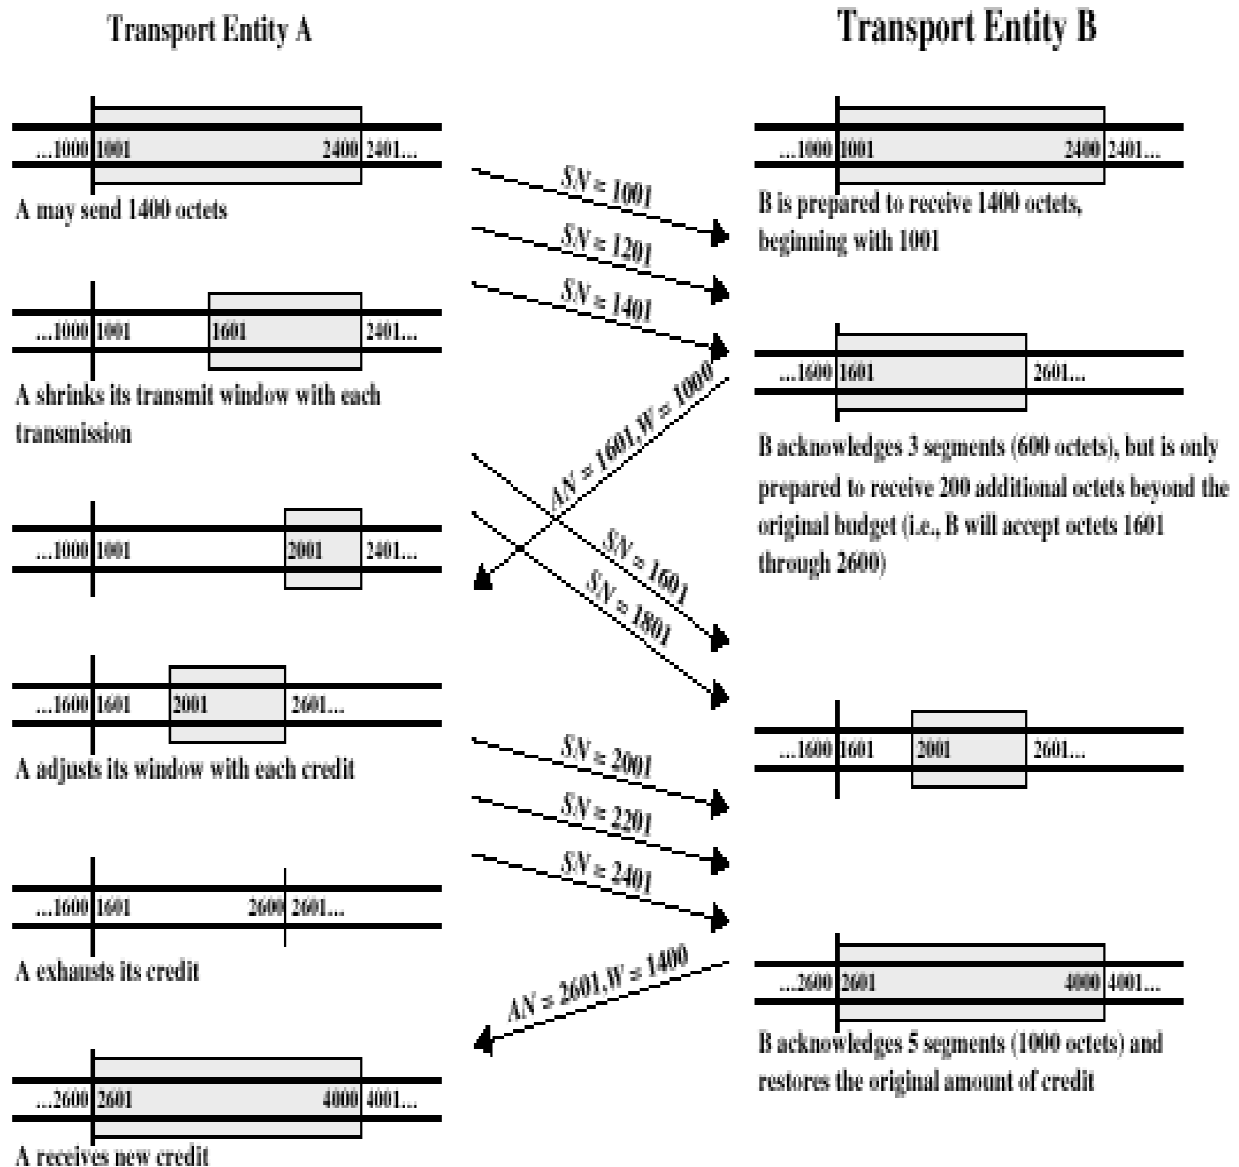 Transport Entity A
Transport Entity B
...1000 1001 2400 2401...
A may send 1400 octets
...1000 1001 2400 2401...
B is prepared to receive 1400 octets,
beginning with 1001
SN = 1001
SN = 1201
SN = 1401
...1000 1001 1601 2401...
A shrinks its transmit window with each
transmission
...1600 1601 2601...
B acknowledges 3 segments (600 octets), but is only
prepared to receive 200 additional octets beyond the
original budget (i.e., B will accept octets 1601
through 2600)
AN = 1601,W = 1000
...1000 1001 2001 2401...
SN = 1601
SN = 1801
...1600 1601 2001 2601...
A adjusts its window with each credit
...1600 1601 2001 2601...
SN = 2001
SN = 2201
SN = 2401
...1600 1601 2600 2601...
A exhausts its credit
AN = 2601,W = 1400
...2600 2601 4000 4001...
B acknowledges 5 segments (1000 octets) and
restores the original amount of credit
...2600 2601 4000 4001...
A receives new credit